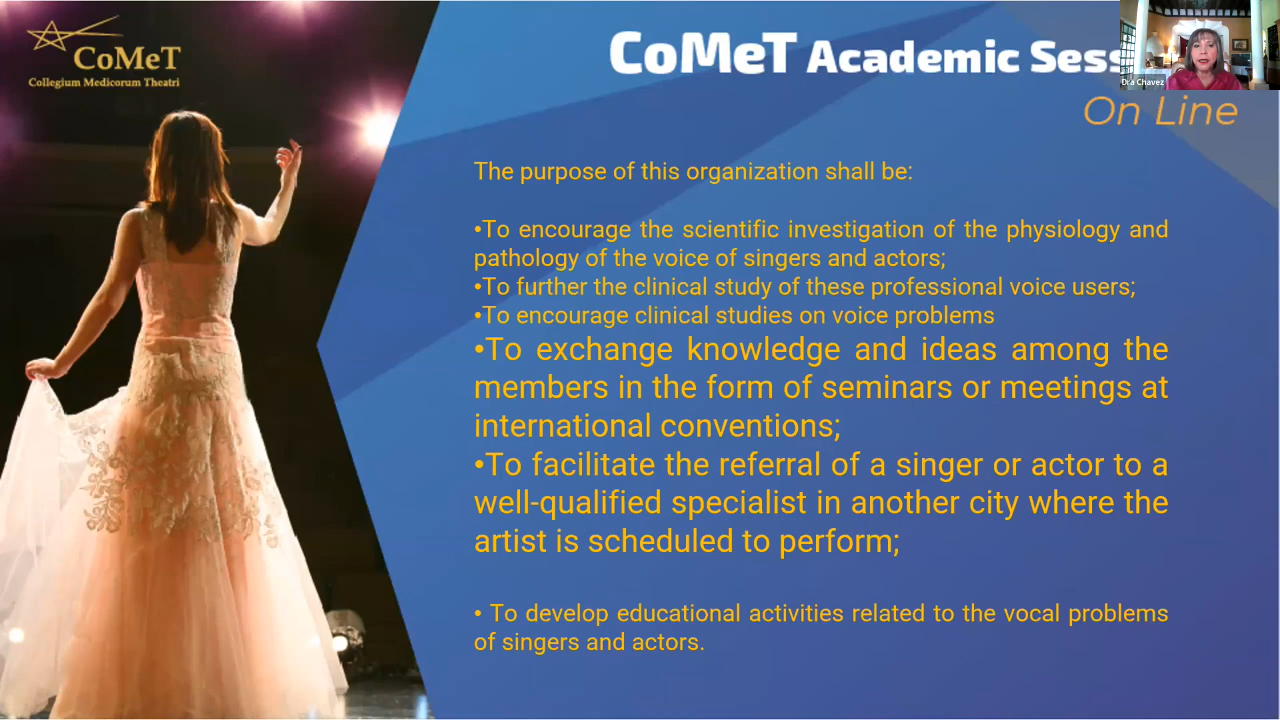 CoMeT
Collegium Medicorum Theatri
CoMeT Academic Sess
Dra Chavez
On Line
The purpose of this organization shall be:
•To encourage the scientific investigation of the physiology and
pathology of the voice of singers and actors;
•To further the clinical study of these professional voice users;
•To encourage clinical studies on voice problems
•To exchange knowledge and ideas among the
members in the form of seminars or meetings at
international conventions;
•To facilitate the referral of a singer or actor to a
well-qualified specialist in another city where the
artist is scheduled to perform;
• To develop educational activities related to the vocal problems
of singers and actors.